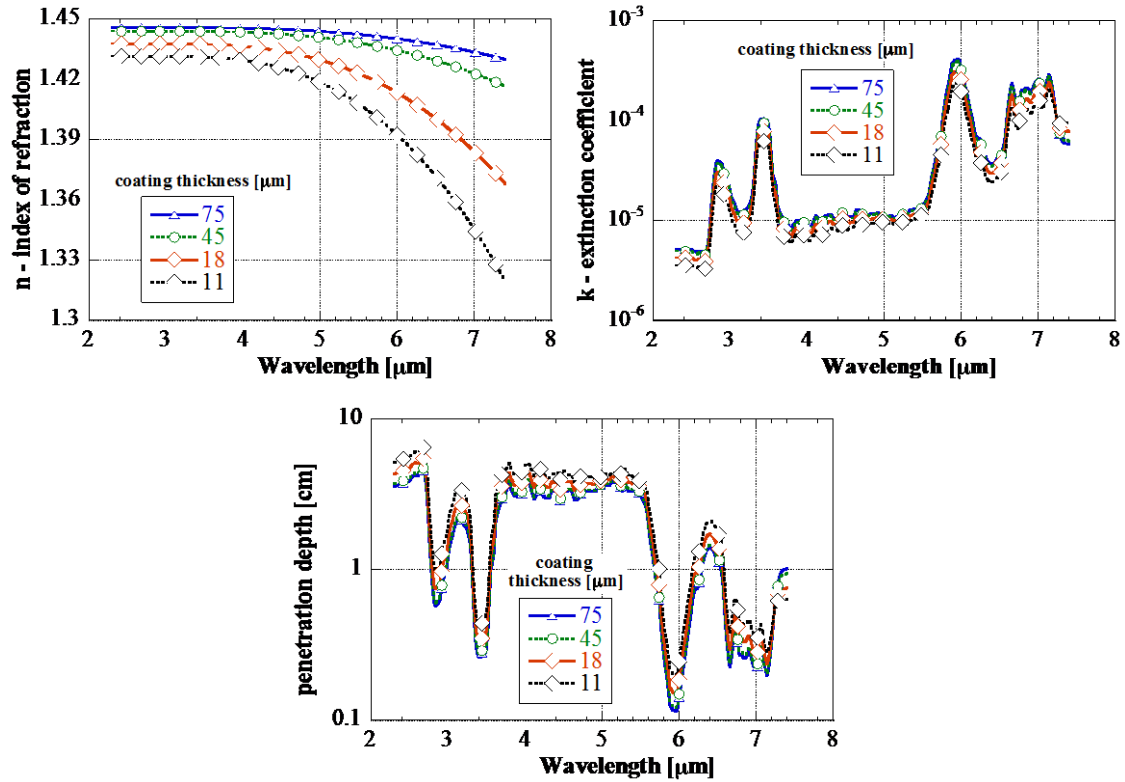 1.45
1.42
1.39
1.36
1.33
1.3
n - index of refraction
coating thickness [μm]
75
45
18
11
2 3 4 5 6 7 8
Wavelength [μm]
10-3
10-4
10-5
10-6
k - extinction coefficient
coating thickness [μm]
75
45
18
11
2 3 4 5 6 7 8
Wavelength [μm]
10
1
0.1
penetration depth [cm]
coating
thickness [μm]
75
45
18
11
2 3 4 5 6 7 8
Wavelength [μm]